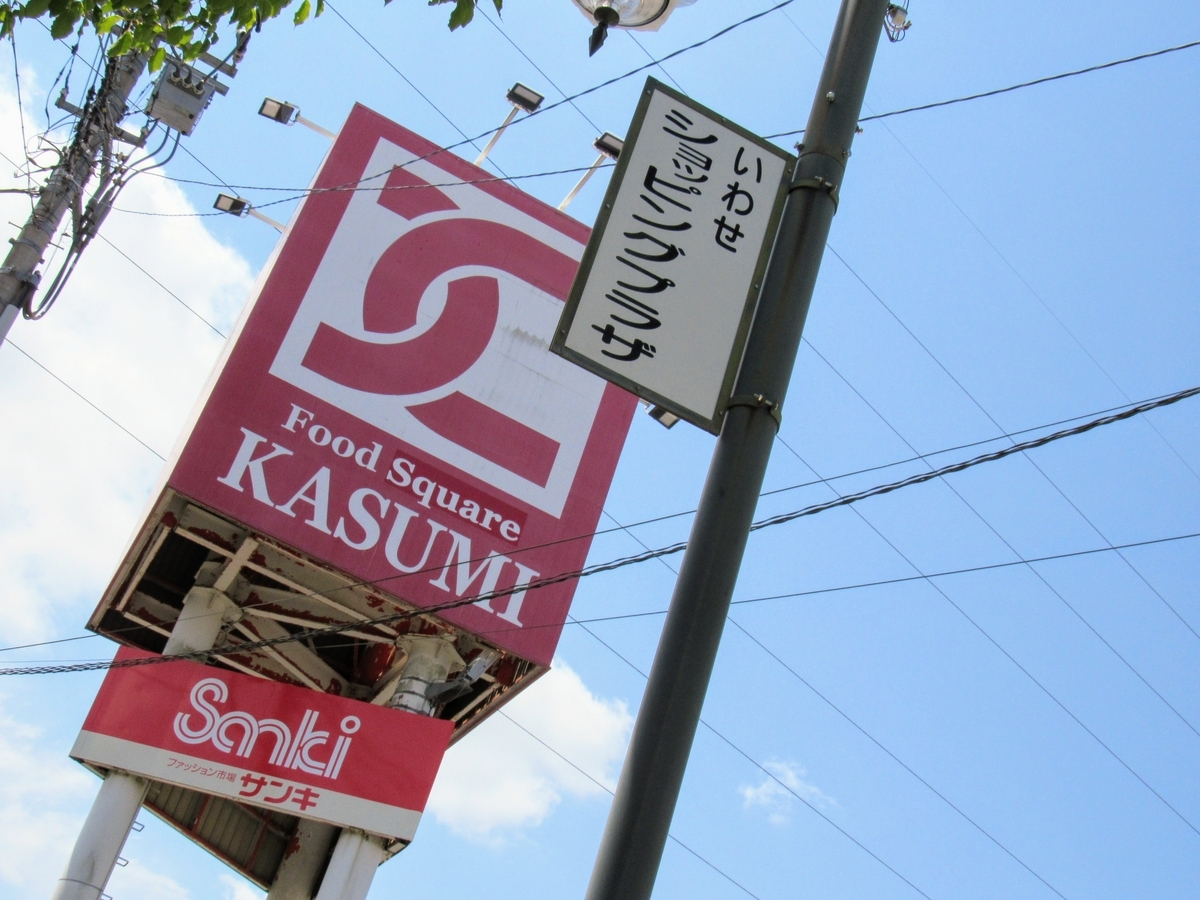 いわせ
ショッピングプラザ
Food Square
KASUMI
Sanki
ファッション市場 サンキ